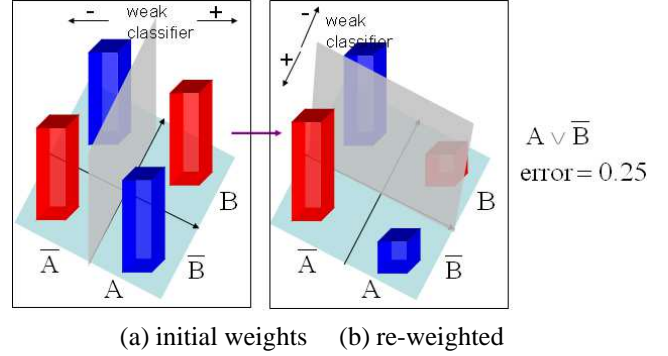 - weak classifier +
B
A̅
A
B̅
- weak classifier
+
B
A
B̅
A ∨ B̅
error = 0.25
(a) initial weights (b) re-weighted